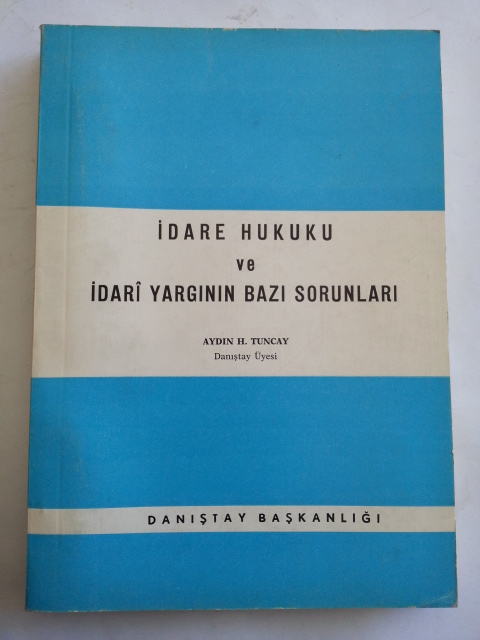 İDARE HUKUKU
ve
İDARÎ YARGININ BAZI SORUNLARI
AYDIN H. TUNCAY
Danıştay Üyesi
DANIŞTAY BAŞKANLIĞI